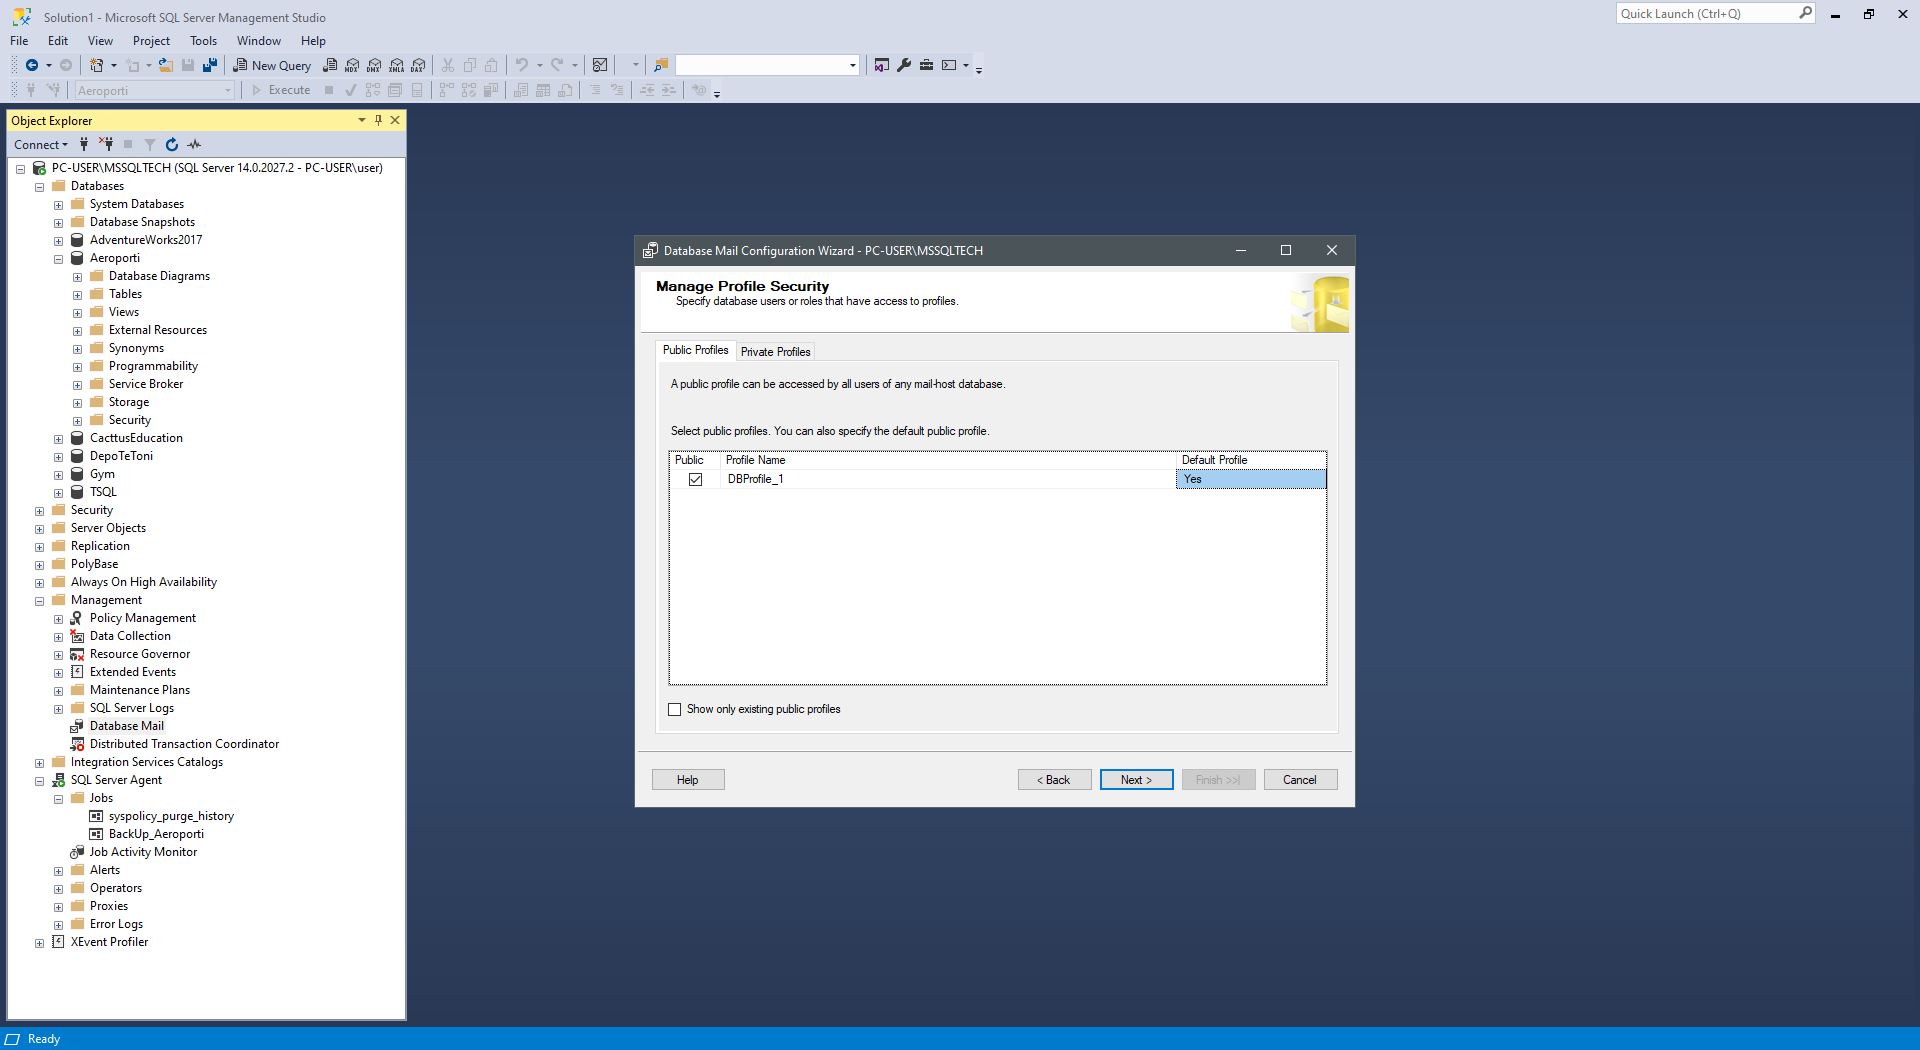 Solution1 - Microsoft SQL Server Management Studio
Quick Launch (Ctrl+Q)
File Edit View Project Tools Window Help
New Query MDX DMX XMLA DAX
Aeroporti Execute
Object Explorer
Connect
PC-USER\MSSQLTECH (SQL Server 14.0.2027.2 - PC-USER\user)
Databases
System Databases
Database Snapshots
AdventureWorks2017
Aeroporti
Database Diagrams
Tables
Views
External Resources
Synonyms
Programmability
Service Broker
Storage
Security
CacttusEducation
DepoTeToni
Gym
TSQL
Security
Server Objects
Replication
PolyBase
Always On High Availability
Management
Policy Management
Data Collection
Resource Governor
Extended Events
Maintenance Plans
SQL Server Logs
Database Mail
Distributed Transaction Coordinator
Integration Services Catalogs
SQL Server Agent
Jobs
syspolicy_purge_history
BackUp_Aeroporti
Job Activity Monitor
Alerts
Operators
Proxies
Error Logs
XEvent Profiler
Database Mail Configuration Wizard - PC-USER\MSSQLTECH
Manage Profile Security
Specify database users or roles that have access to profiles.
Public Profiles Private Profiles
A public profile can be accessed by all users of any mail-host database.
Select public profiles. You can also specify the default public profile.
Public Profile Name Default Profile
DBProfile_1 Yes
Show only existing public profiles
Help < Back Next > Finish >>| Cancel
Ready